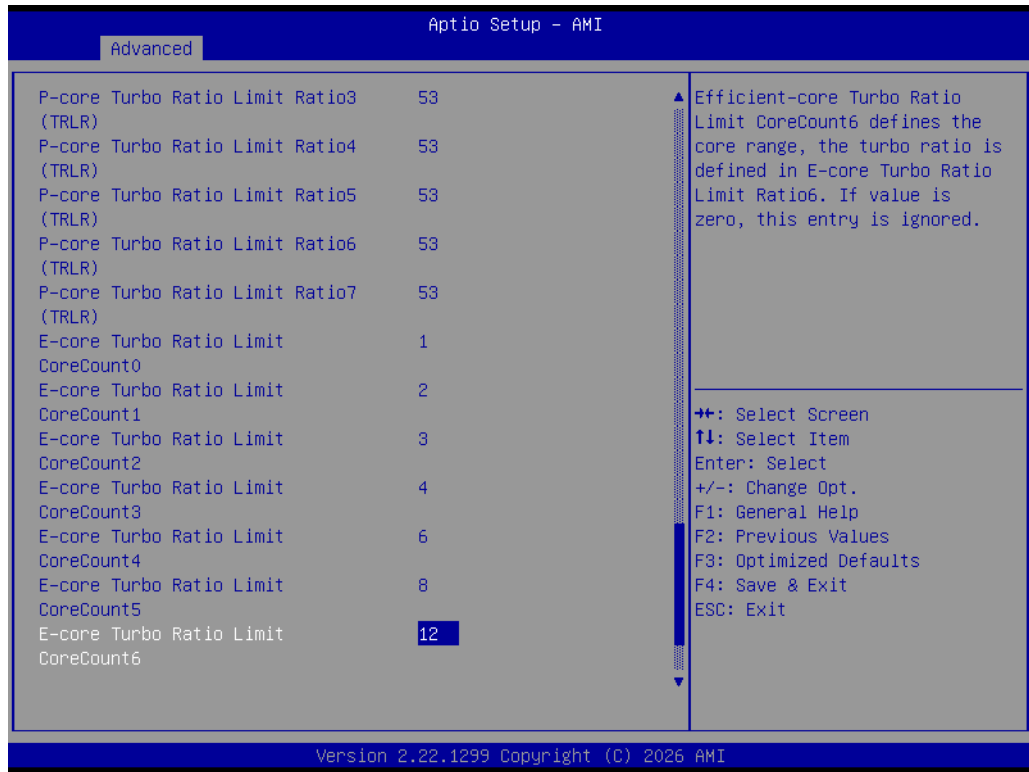 Aptio Setup – AMI
Advanced
P-core Turbo Ratio Limit Ratio3 53
(TRLR)
P-core Turbo Ratio Limit Ratio4 53
(TRLR)
P-core Turbo Ratio Limit Ratio5 53
(TRLR)
P-core Turbo Ratio Limit Ratio6 53
(TRLR)
P-core Turbo Ratio Limit Ratio7 53
(TRLR)
E-core Turbo Ratio Limit 1
CoreCount0
E-core Turbo Ratio Limit 2
CoreCount1
E-core Turbo Ratio Limit 3
CoreCount2
E-core Turbo Ratio Limit 4
CoreCount3
E-core Turbo Ratio Limit 6
CoreCount4
E-core Turbo Ratio Limit 8
CoreCount5
E-core Turbo Ratio Limit 12
CoreCount6
Efficient-core Turbo Ratio
Limit CoreCount6 defines the
core range, the turbo ratio is
defined in E-core Turbo Ratio
Limit Ratio6. If value is
zero, this entry is ignored.
→←: Select Screen
↑↓: Select Item
Enter: Select
+/-: Change Opt.
F1: General Help
F2: Previous Values
F3: Optimized Defaults
F4: Save & Exit
ESC: Exit
Version 2.22.1299 Copyright (C) 2026 AMI